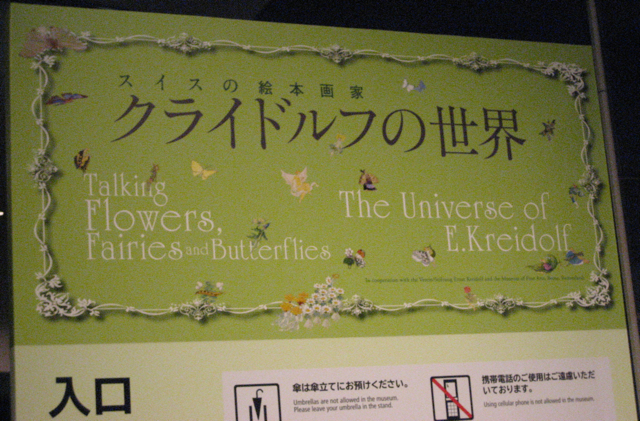 スイスの絵本画家
クライドルフの世界
Talking
Flowers,
Fairies and Butterflies
The Universe of
E.Kreidolf
入口
傘は傘立てにお預けください。
Umbrellas are not allowed in the museum.
Please leave your umbrella in the stand.
携帯電話のご使用はご遠慮いただ
いております。
Using cellular phone is not allowed in the museum.